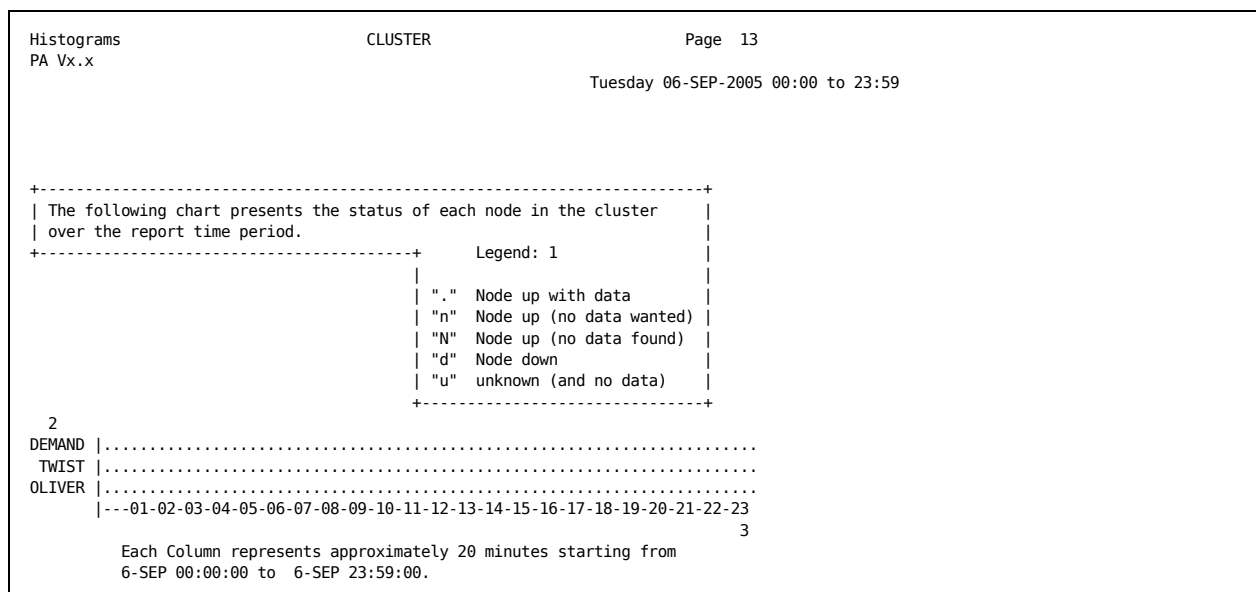 Histograms                           CLUSTER                            Page  13
PA Vx.x
                                                             Tuesday 06-SEP-2005 00:00 to 23:59
+-------------------------------------------------------------------------+
| The following chart presents the status of each node in the cluster     |
| over the report time period.                                            |
+-----------------------------------------+      Legend: 1                |
                                          |                               |
                                          | "."  Node up with data        |
                                          | "n"  Node up (no data wanted) |
                                          | "N"  Node up (no data found)  |
                                          | "d"  Node down                |
                                          | "u"  unknown (and no data)    |
                                          +-------------------------------+
  2
DEMAND |........................................................................
 TWIST |........................................................................
OLIVER |........................................................................
       |---01-02-03-04-05-06-07-08-09-10-11-12-13-14-15-16-17-18-19-20-21-22-23
                                                                              3
          Each Column represents approximately 20 minutes starting from
          6-SEP 00:00:00 to  6-SEP 23:59:00.